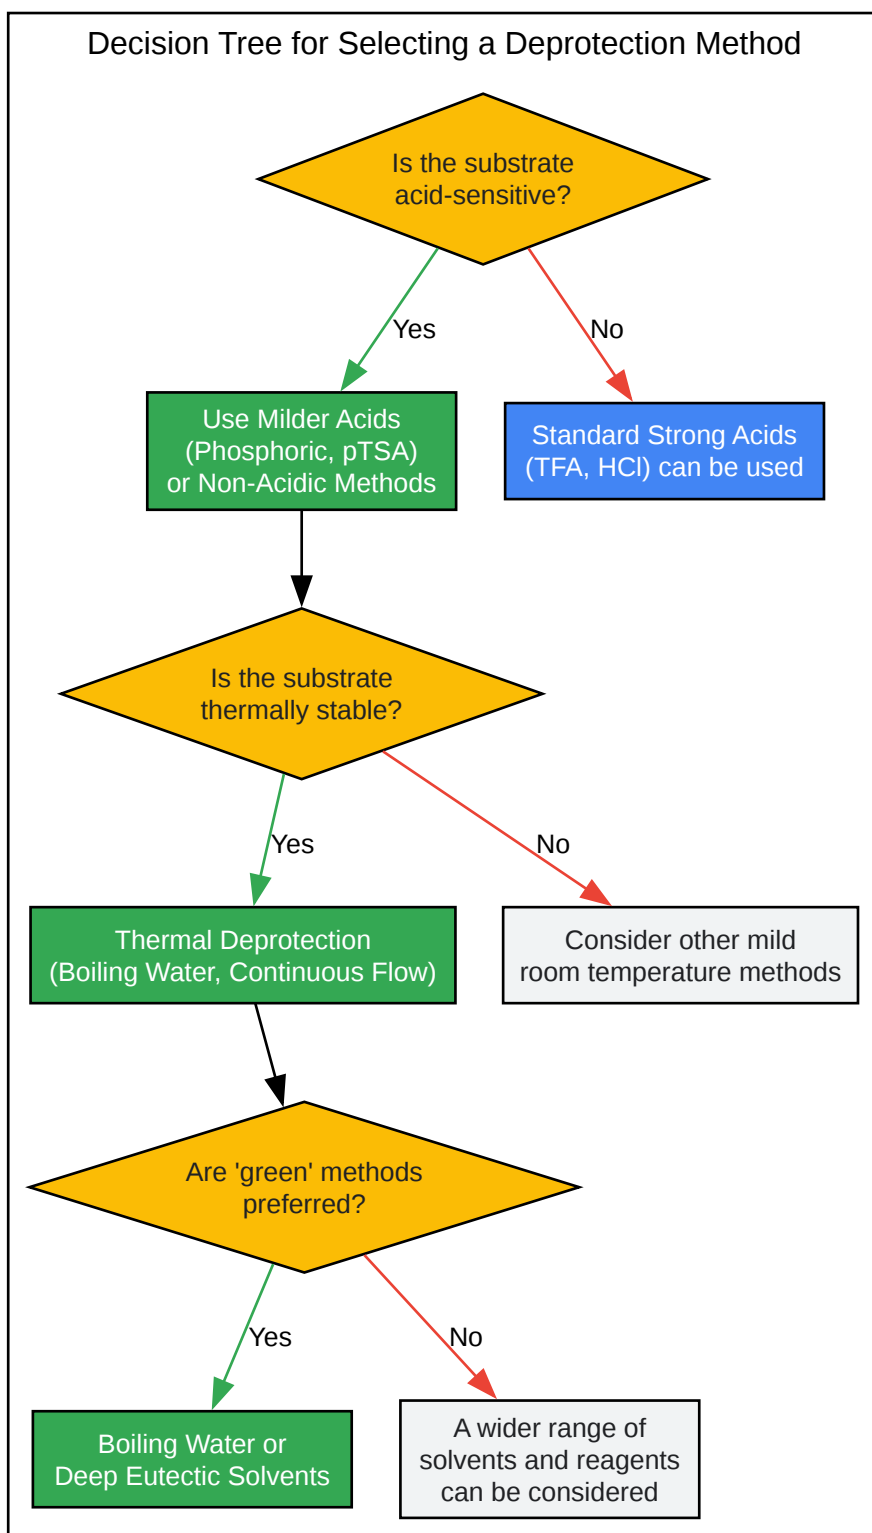 Decision Tree for Selecting a Deprotection Method
Is the substrate
acid-sensitive?
Yes
No
Use Milder Acids
(Phosphoric, pTSA)
or Non-Acidic Methods
Standard Strong Acids
(TFA, HCl) can be used
Is the substrate
thermally stable?
Yes
No
Thermal Deprotection
(Boiling Water, Continuous Flow)
Consider other mild
room temperature methods
Are 'green' methods
preferred?
Yes
No
Boiling Water or
Deep Eutectic Solvents
A wider range of
solvents and reagents
can be considered